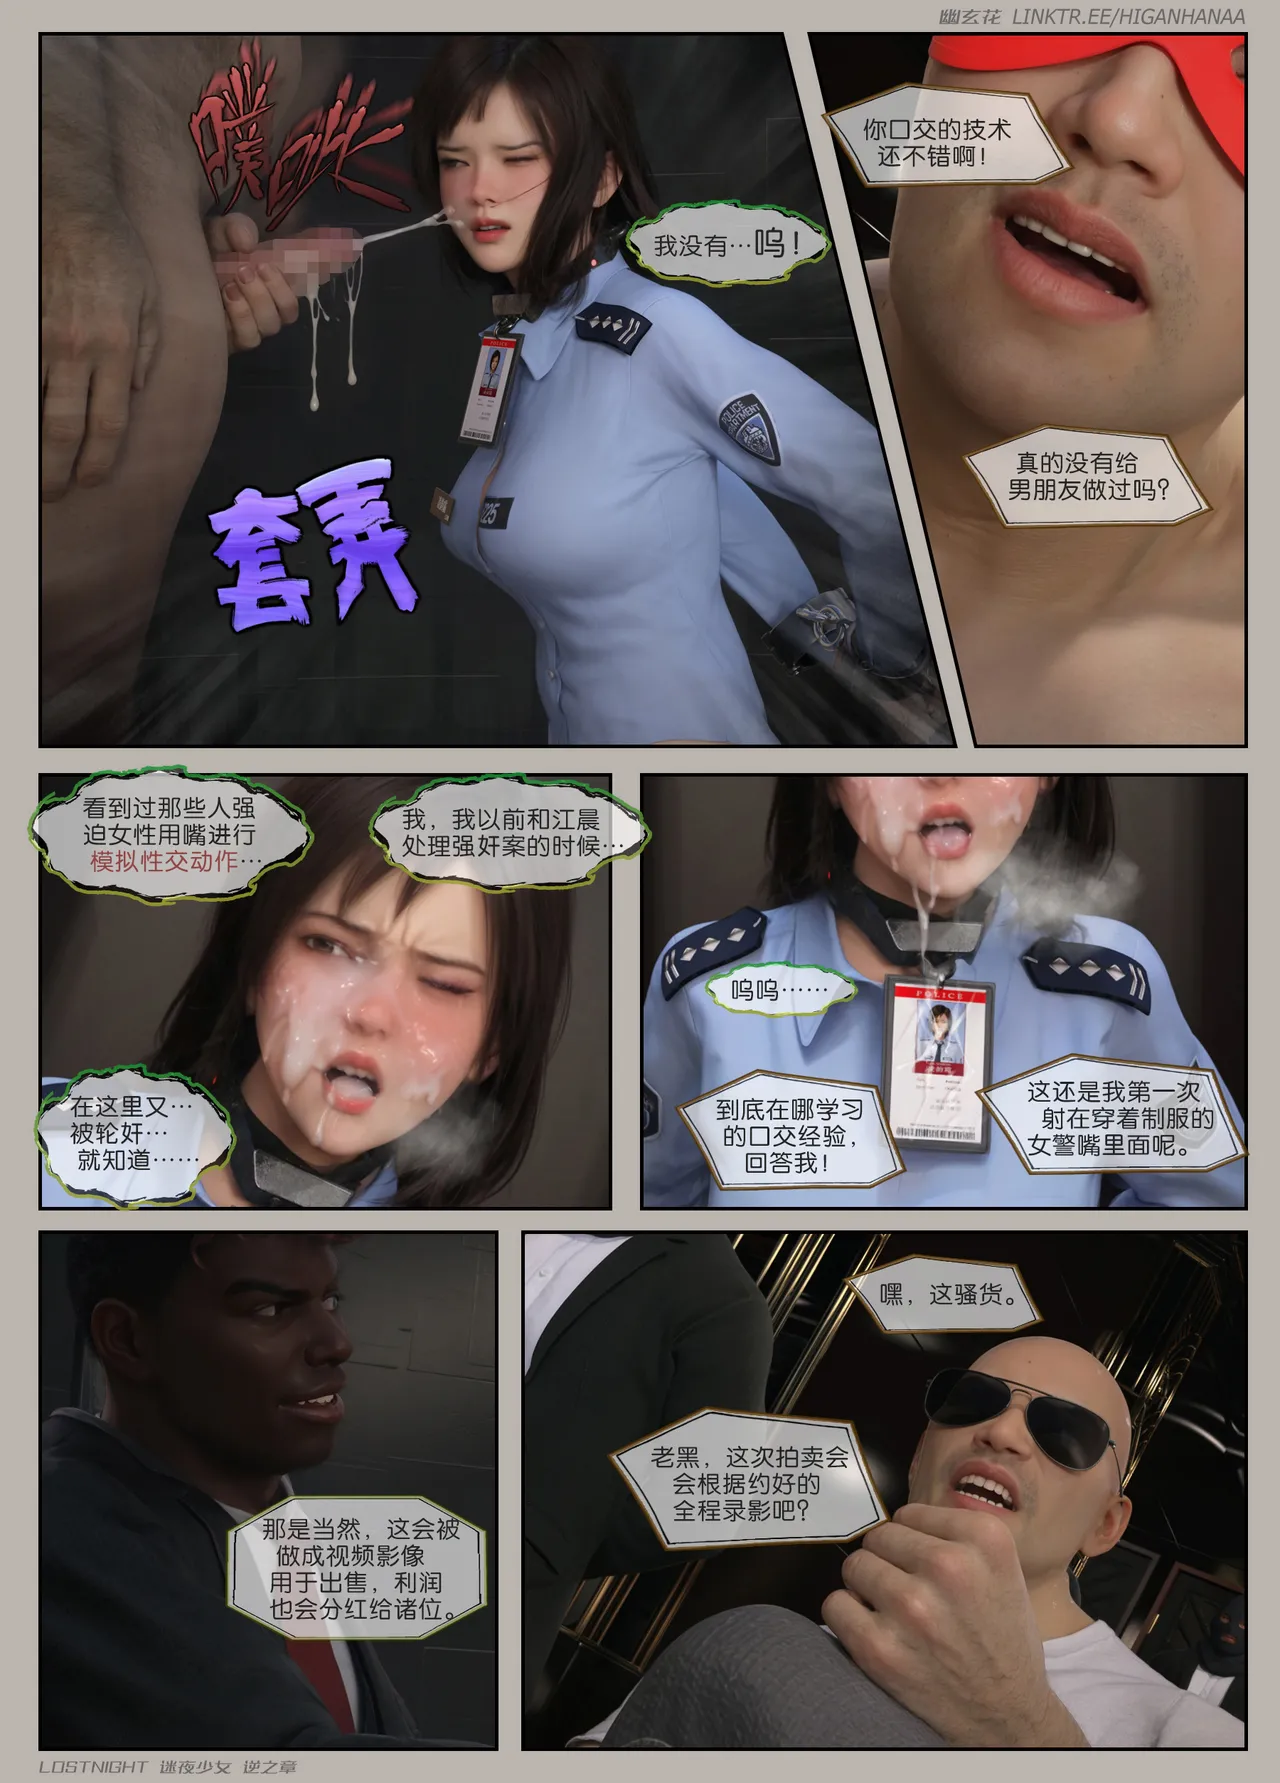 幽玄花 LINKTR.EE/HIGANHANAA
噗呲
我没有…呜！
套弄
POLICE
POLICE
DEPARTMENT
225
你口交的技术
还不错啊！
真的没有给
男朋友做过吗？
我，我以前和江晨
处理强奸案的时候…
看到过那些人强
迫女性用嘴进行
模拟性交动作…
在这里又…
被轮奸…
就知道……
呜呜……
POLICE
到底在哪学习
的口交经验，
回答我！
这还是我第一次
射在穿着制服的
女警嘴里面呢。
那是当然，这会被
做成视频影像
用于出售，利润
也会分红给诸位。
嘿，这骚货。
老黑，这次拍卖会
会根据约好的
全程录影吧？
LOSTNIGHT 迷夜少女 逆之章